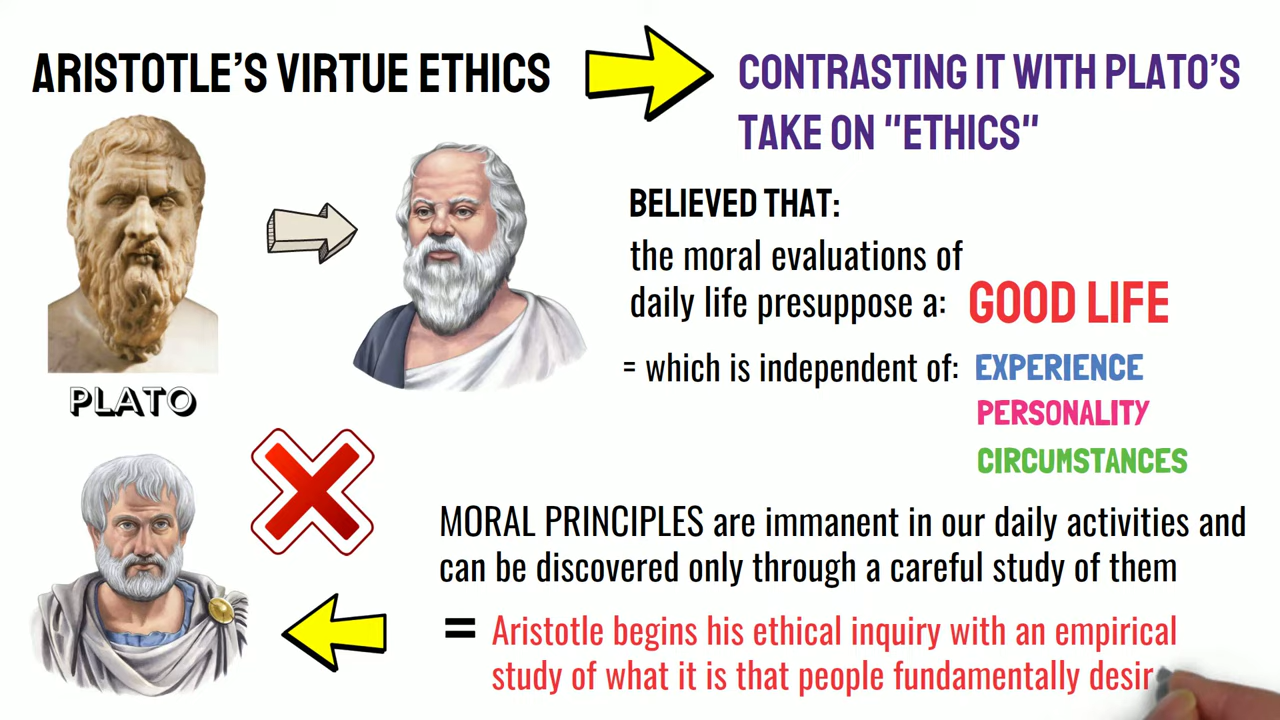 ARISTOTLE'S VIRTUE ETHICS
CONTRASTING IT WITH PLATO'S
TAKE ON "ETHICS"
PLATO
BELIEVED THAT:
the moral evaluations of
daily life presuppose a: GOOD LIFE
= which is independent of: EXPERIENCE
PERSONALITY
CIRCUMSTANCES
MORAL PRINCIPLES are immanent in our daily activities and
can be discovered only through a careful study of them
= Aristotle begins his ethical inquiry with an empirical
study of what it is that people fundamentally desir